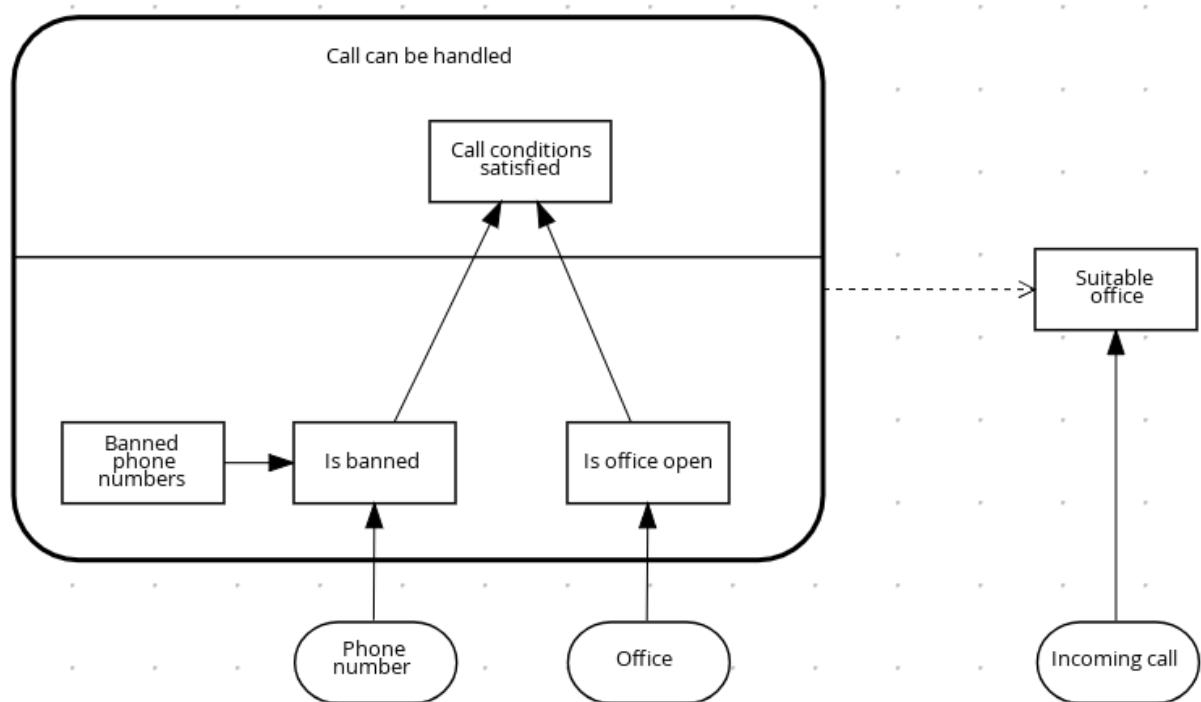 Call can be handled
Call conditions
satisfied
Suitable
office
Banned
phone
numbers
Is banned
Is office open
Phone
number
Office
Incoming call